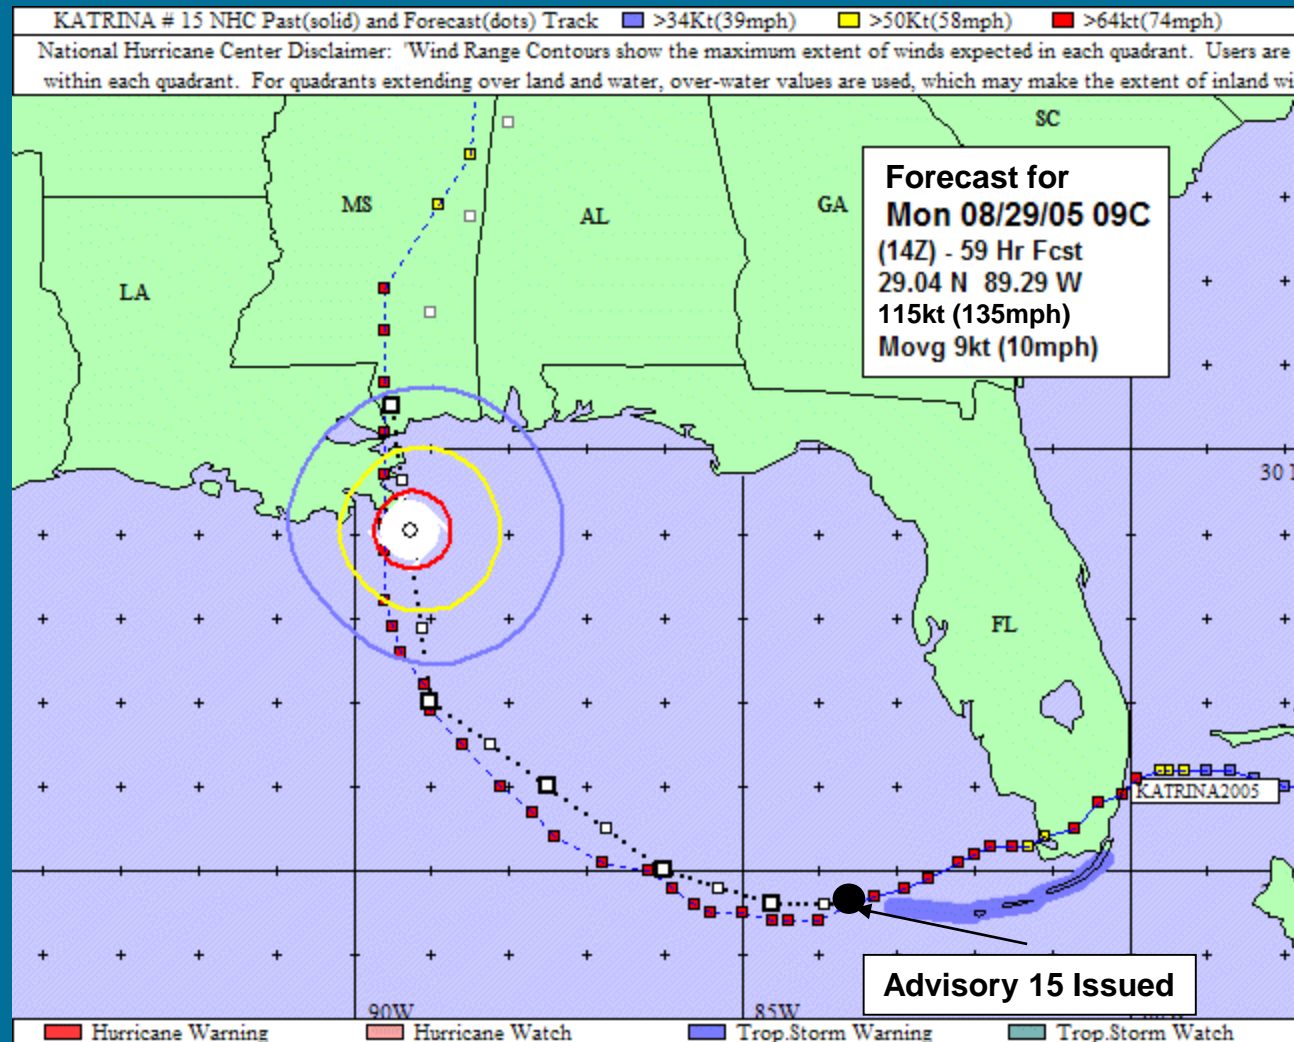 KATRINA # 15 NHC Past(solid) and Forecast(dots) Track >34Kt(39mph) >50Kt(58mph) >64kt(74mph)
National Hurricane Center Disclaimer: 'Wind Range Contours show the maximum extent of winds expected in each quadrant. Users are
within each quadrant. For quadrants extending over land and water, over-water values are used, which may make the extent of inland wi
SC
Forecast for
Mon 08/29/05 09C
(14Z) - 59 Hr Fcst
29.04 N 89.29 W
115kt (135mph)
Movg 9kt (10mph)
MS
AL
GA
LA
30
FL
KATRINA2005
Advisory 15 Issued
90W
85W
Hurricane Warning Hurricane Watch Trop.Storm Warning Trop.Storm Watch